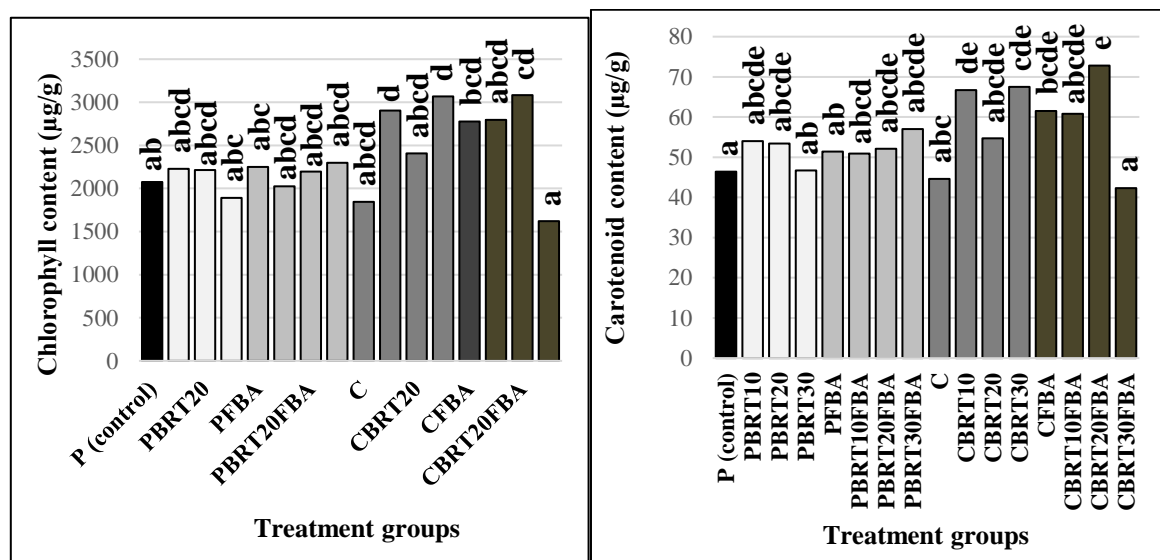 Chlorophyll content (µg/g)
3500
3000
2500
2000
1500
1000
500
0
ab
abcd
abcd
abc
abc
abcd
abcd
abcd
abcd
d
abcd
d
bcd
abcd
cd
a
P (control)
PBRT20
PFBA
PBRT20FBA
C
CBRT20
CFBA
CBRT20FBA
Treatment groups
Carotenoid content (µg/g)
80
70
60
50
40
30
20
10
0
a
abcde
abcde
ab
ab
abcd
abcde
abcde
abc
de
abcde
cde
bcde
abcde
e
a
P (control)
PBRT10
PBRT20
PBRT30
PFBA
PBRT10FBA
PBRT20FBA
PBRT30FBA
C
CBRT10
CBRT20
CBRT30
CFBA
CBRT10FBA
CBRT20FBA
CBRT30FBA
Treatment groups